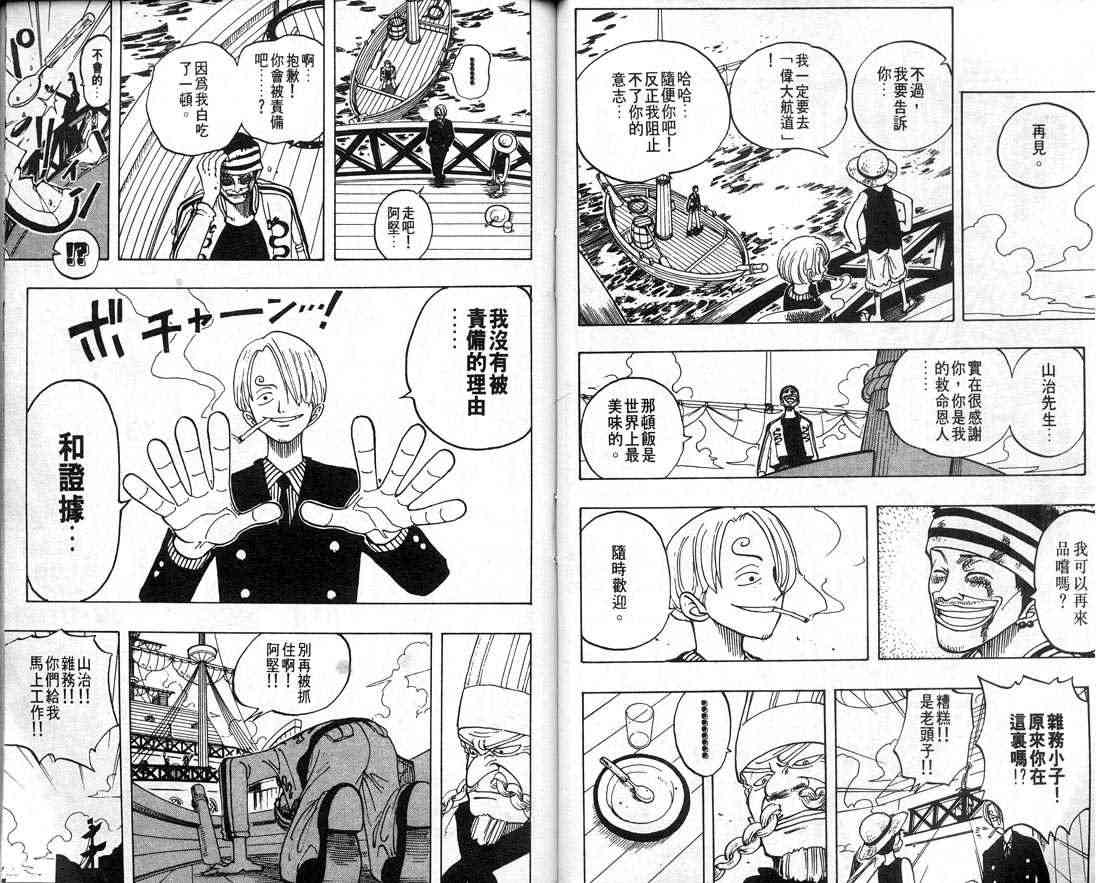 再見。
不過，
我要告訴
你…
我一定要去
「偉大航道」
！
哈哈…
隨便你吧！
反正我阻止
不了你的
意志…
山治先生…
實在很感謝
你，你是我
的救命恩人
……
那頓飯是
世界上最
美味的。
我可以再來
品嚐嗎？
隨時歡迎。
雜務小子！
原來你在
這裏嗎!?
糟糕!!
是老頭子!!
………
………
走吧！
阿堅…
啊…
抱歉！
你會被責備
吧……？
因為我白吃
了一頓。
不會的…
!?
我沒有被
責備的理由
……
ボチャーン…!
和證據…
別再被抓
住啊！
阿堅!!
山治!!
雜務!!
你們給我
馬上工作!!